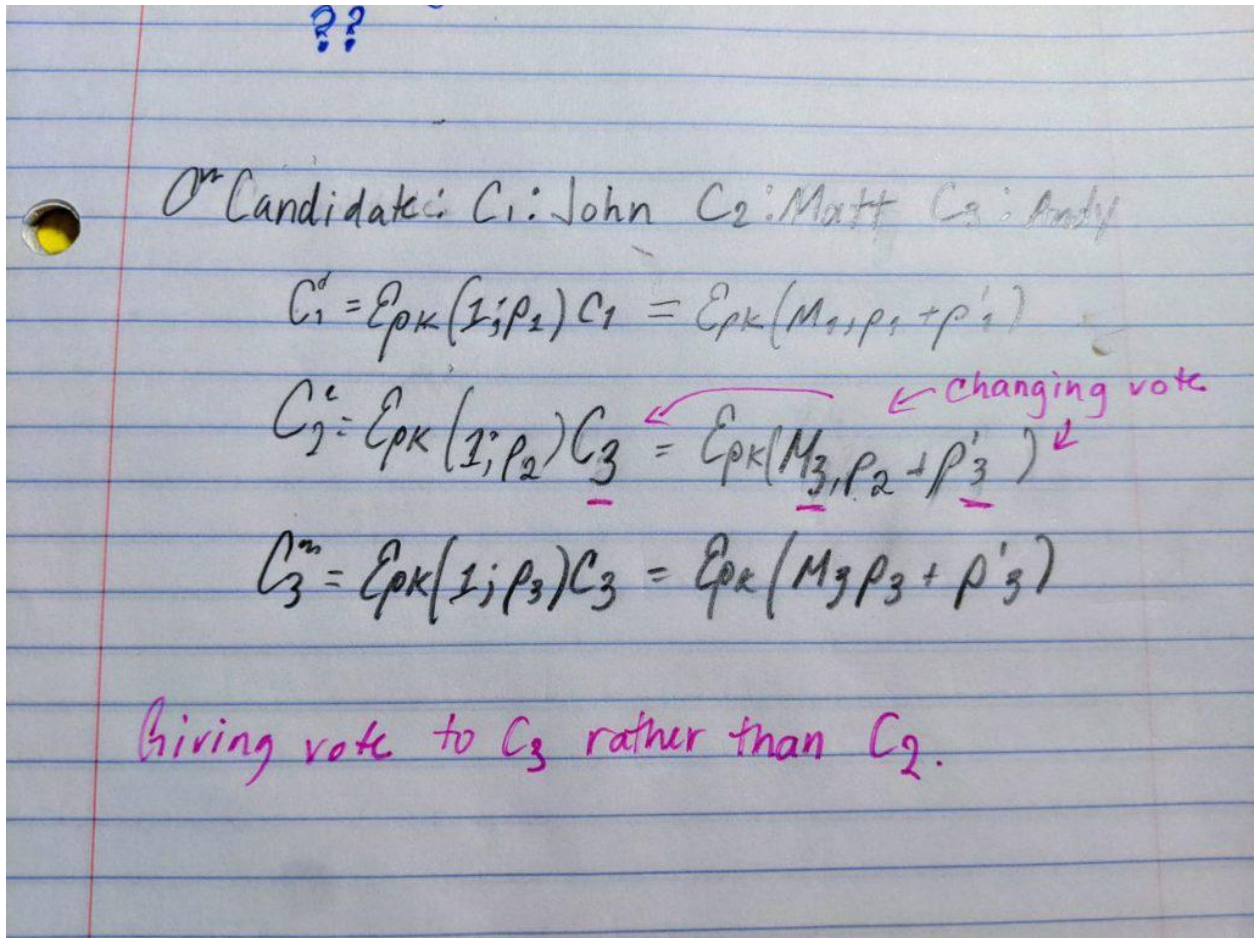 ??
Candidate: C₁: John C₂: Matt C₃: Andy
C₁ = Epk(1;ρ₁) C₁ = Epk(M₁, ρ₁ + ρ'₁)
← Changing vote
C₂ = Epk(1;ρ₂) C₃ = Epk(M₃, ρ₂ + ρ'₃)
C₃ᵐ = Epk(1;ρ₃) C₃ = Epk(M₃ ρ₃ + ρ'₃)
Giving vote to C₃ rather than C₂.